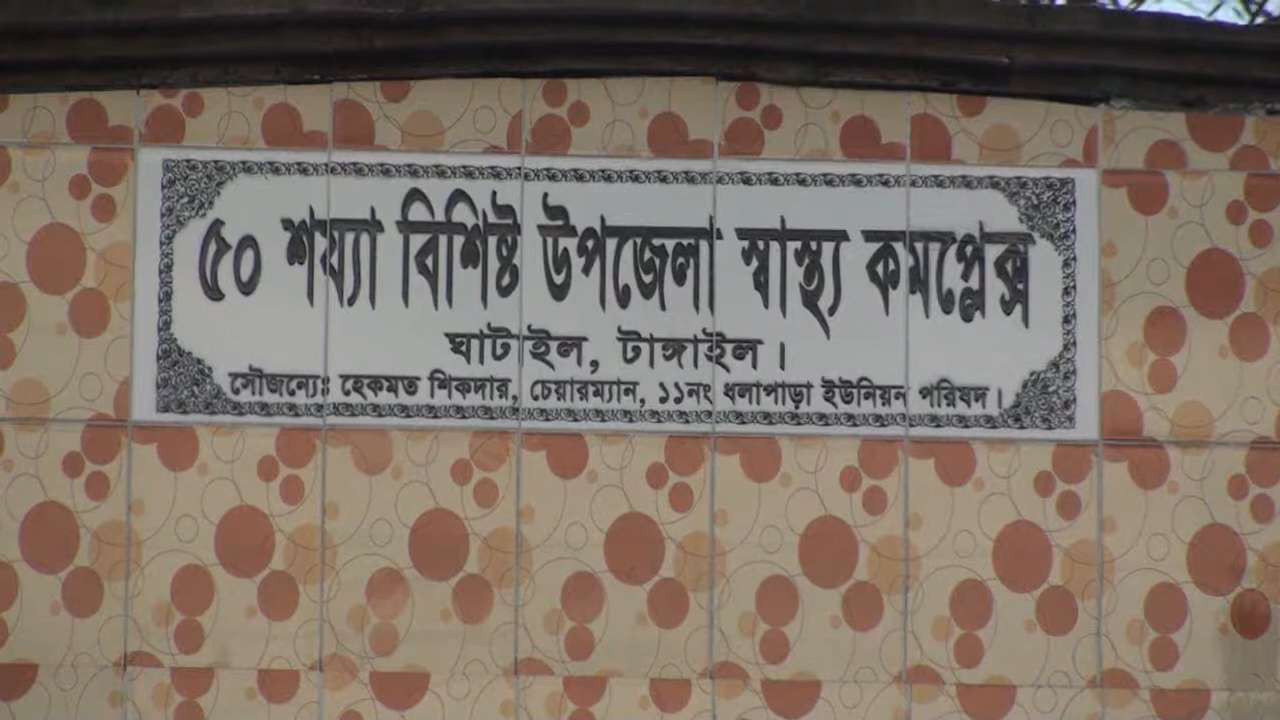 ৫০ শয্যা বিশিষ্ট উপজেলা স্বাস্থ্য কমপ্লেক্স
ঘাটাইল, টাঙ্গাইল।
সৌজন্যেঃ হেকমত শিকদার, চেয়ারম্যান, ১১নং ধলাপাড়া ইউনিয়ন পরিষদ।